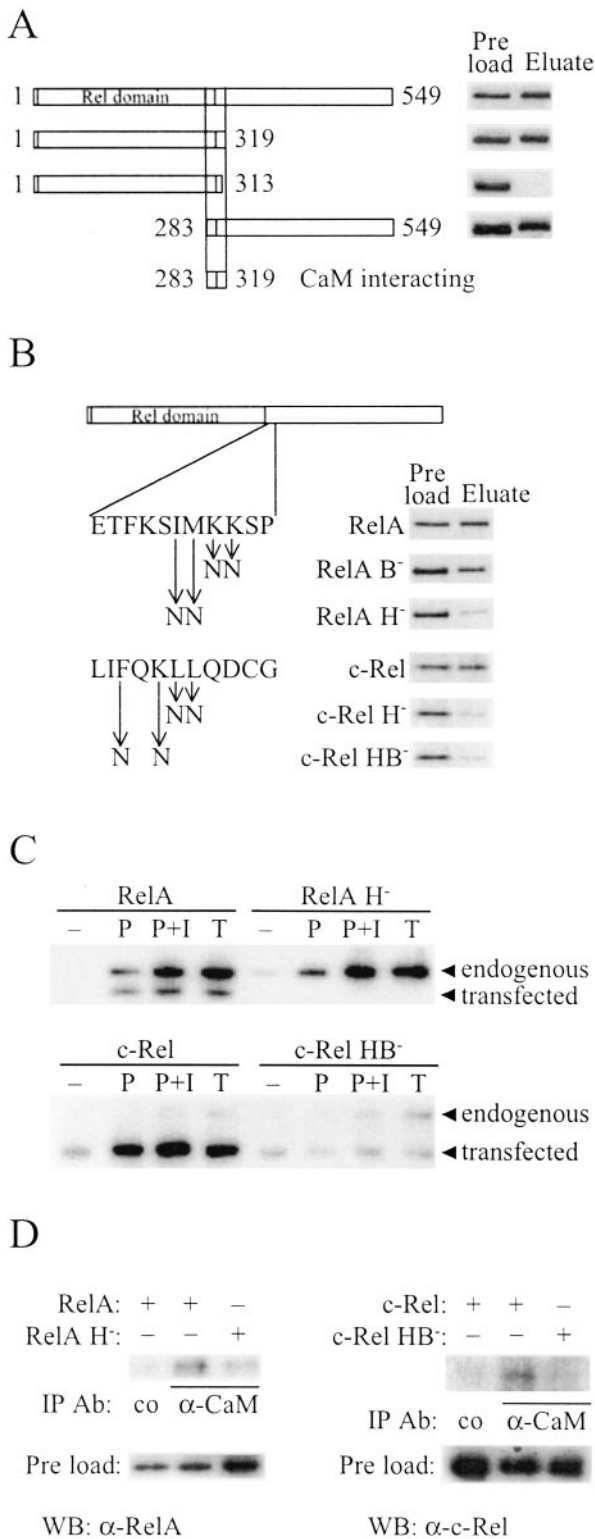 A
Pre
load Eluate
1 Rel domain 549
1 319
1 313
283 549
283 319 CaM interacting
B
Rel domain
Pre
load Eluate
ETFKSIMKKSP
NN
NN
RelA
RelA B⁻
RelA H⁻
LIFQKLLQDCG
NN
N N
c-Rel
c-Rel H⁻
c-Rel HB⁻
C
RelA RelA H⁻
– P P+I T – P P+I T
◄ endogenous
◄ transfected
c-Rel c-Rel HB⁻
– P P+I T – P P+I T
◄ endogenous
◄ transfected
D
RelA: + + –
RelA H⁻: – – +
IP Ab: co α-CaM
Pre load:
WB: α-RelA
c-Rel: + + –
c-Rel HB⁻: – – +
IP Ab: co α-CaM
Pre load:
WB: α-c-Rel